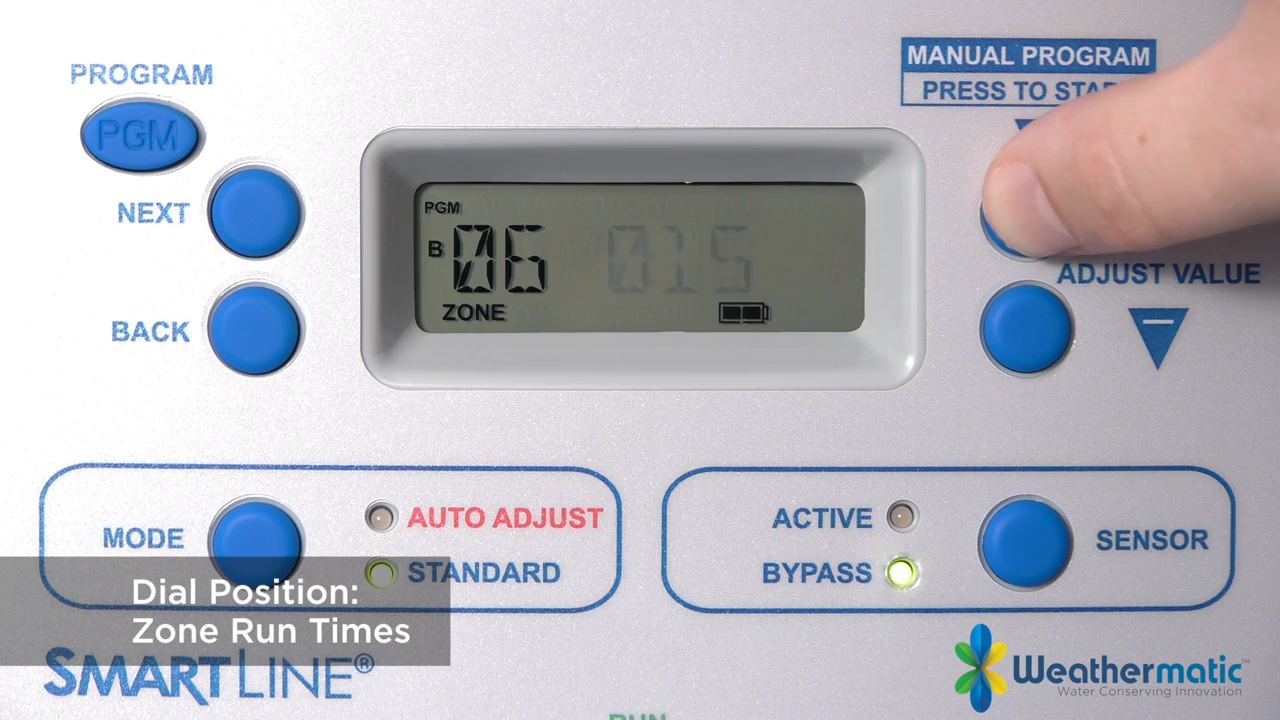 PROGRAM
PGM
NEXT
BACK
PGM
B 06 015
ZONE
MANUAL PROGRAM
PRESS TO STA
ADJUST VALUE
MODE
AUTO ADJUST
STANDARD
ACTIVE
BYPASS
SENSOR
Dial Position:
Zone Run Times
SMARTLINE®
Weathermatic™
Water Conserving Innovation
RUN